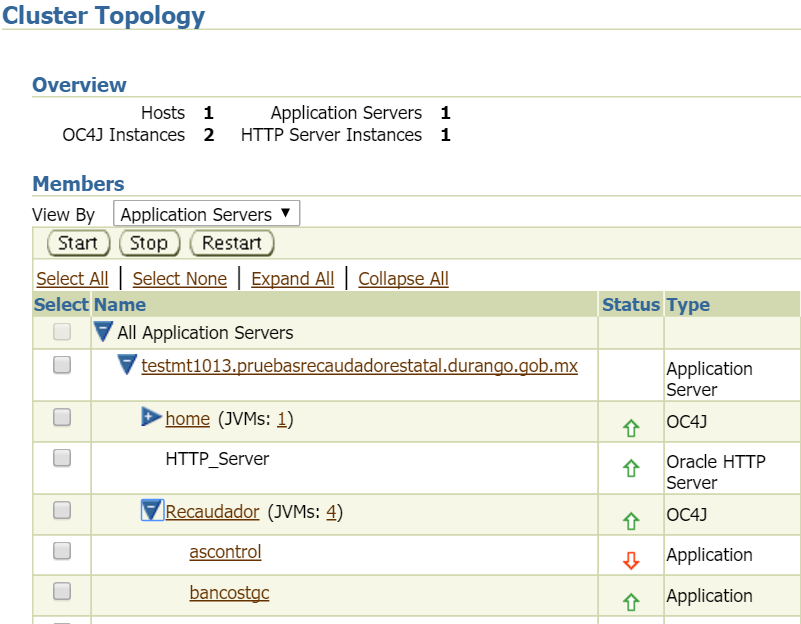 Cluster Topology
Overview
Hosts 1 Application Servers 1
OC4J Instances 2 HTTP Server Instances 1
Members
View By Application Servers ▼
Start Stop Restart
Select All | Select None | Expand All | Collapse All
Select Name Status Type
All Application Servers
testmt1013.pruebasrecaudadorestatal.durango.gob.mx Application
Server
home (JVMs: 1) OC4J
HTTP_Server Oracle HTTP
Server
Recaudador (JVMs: 4) OC4J
ascontrol Application
bancostgc Application